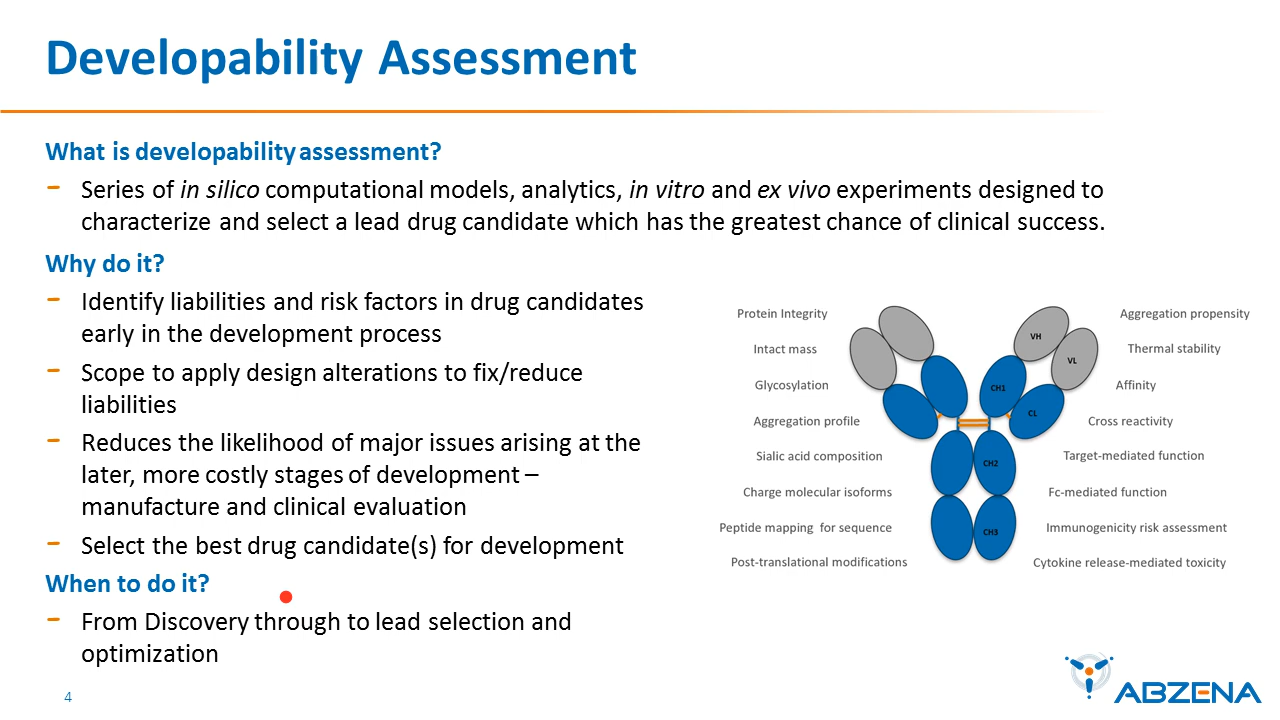 Developability Assessment
What is developability assessment?
- Series of in silico computational models, analytics, in vitro and ex vivo experiments designed to
characterize and select a lead drug candidate which has the greatest chance of clinical success.
Why do it?
- Identify liabilities and risk factors in drug candidates
early in the development process
- Scope to apply design alterations to fix/reduce
liabilities
- Reduces the likelihood of major issues arising at the
later, more costly stages of development –
manufacture and clinical evaluation
- Select the best drug candidate(s) for development
When to do it?
- From Discovery through to lead selection and
optimization
Protein Integrity
Intact mass
Glycosylation
Aggregation profile
Sialic acid composition
Charge molecular isoforms
Peptide mapping for sequence
Post-translational modifications
VH
VL
CH1
CL
CH2
CH3
Aggregation propensity
Thermal stability
Affinity
Cross reactivity
Target-mediated function
Fc-mediated function
Immunogenicity risk assessment
Cytokine release-mediated toxicity
4
ABZENA